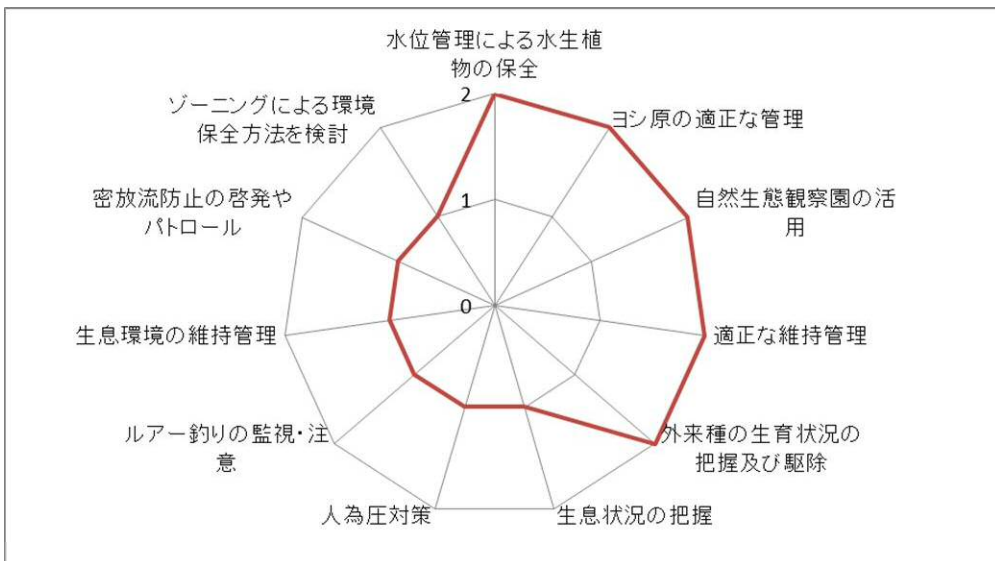 水位管理による水生植
物の保全
ヨシ原の適正な管理
自然生態観察園の活
用
適正な維持管理
外来種の生育状況の
把握及び駆除
生息状況の把握
人為圧対策
ルアー釣りの監視・注
意
生息環境の維持管理
密放流防止の啓発や
パトロール
ゾーニングによる環境
保全方法を検討
2
1
0